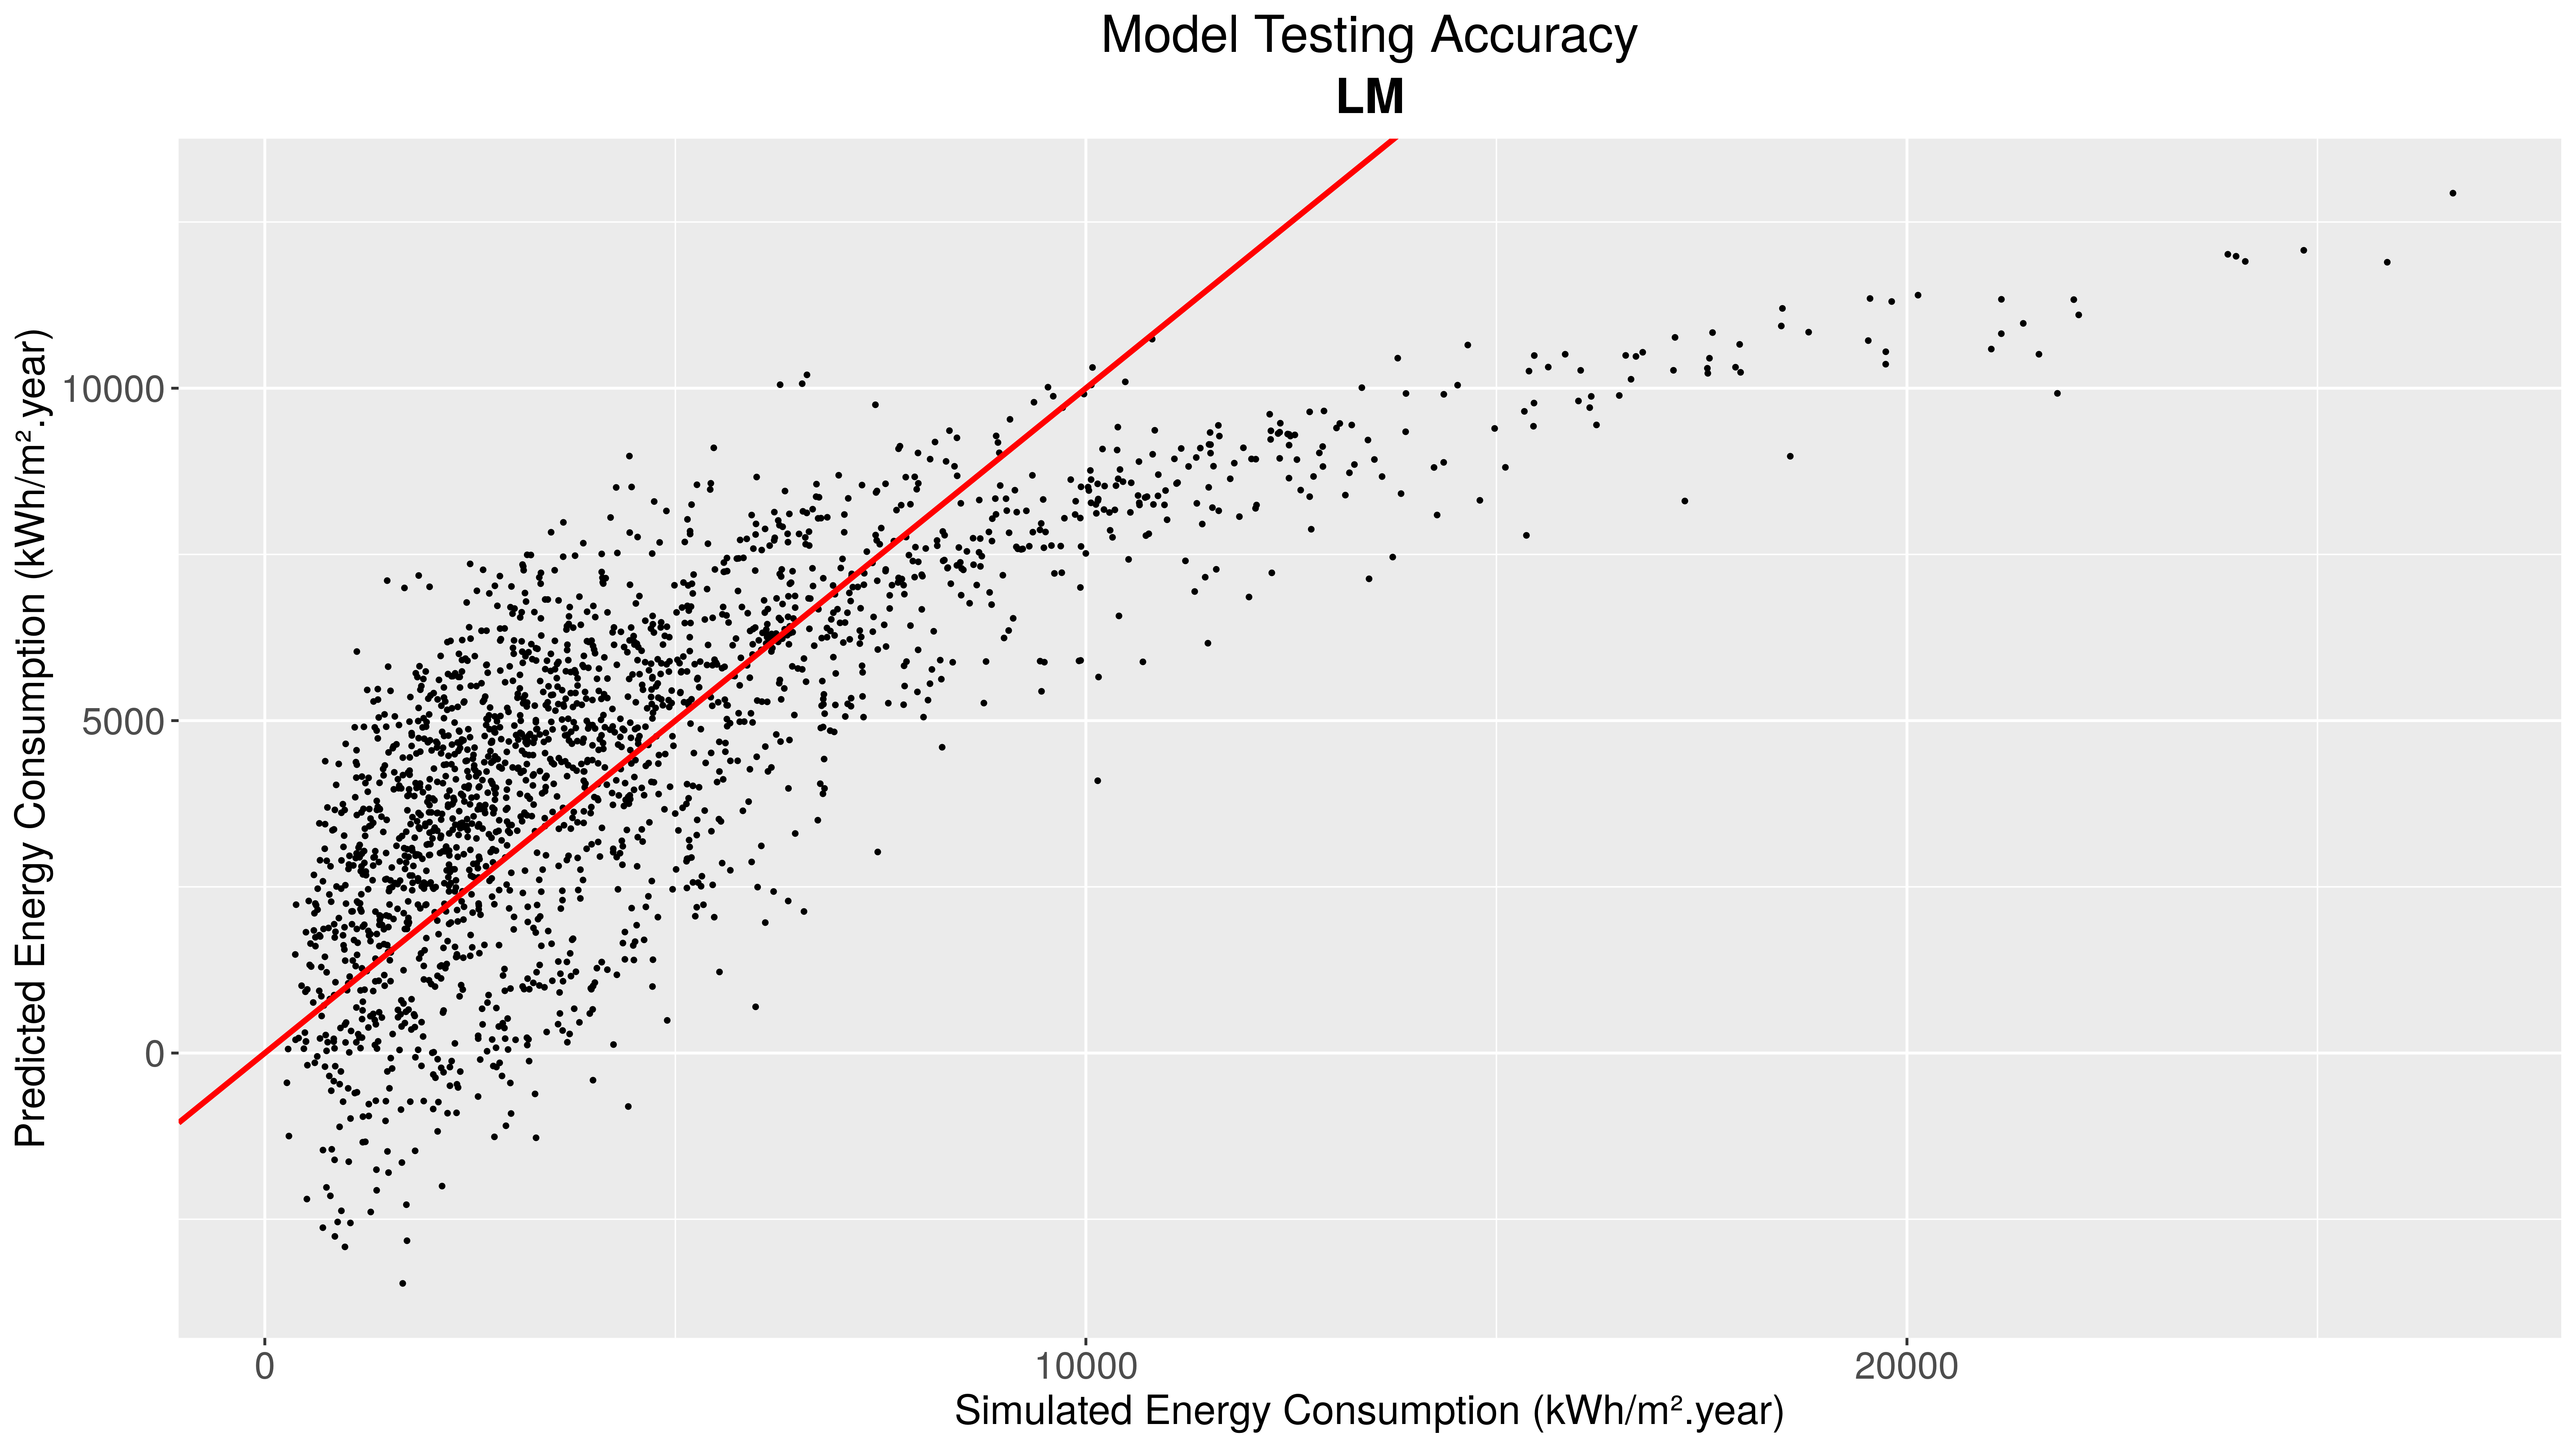 Model Testing Accuracy
LM
Predicted Energy Consumption (kWh/m².year)
10000
5000
0
0
10000
20000
Simulated Energy Consumption (kWh/m².year)